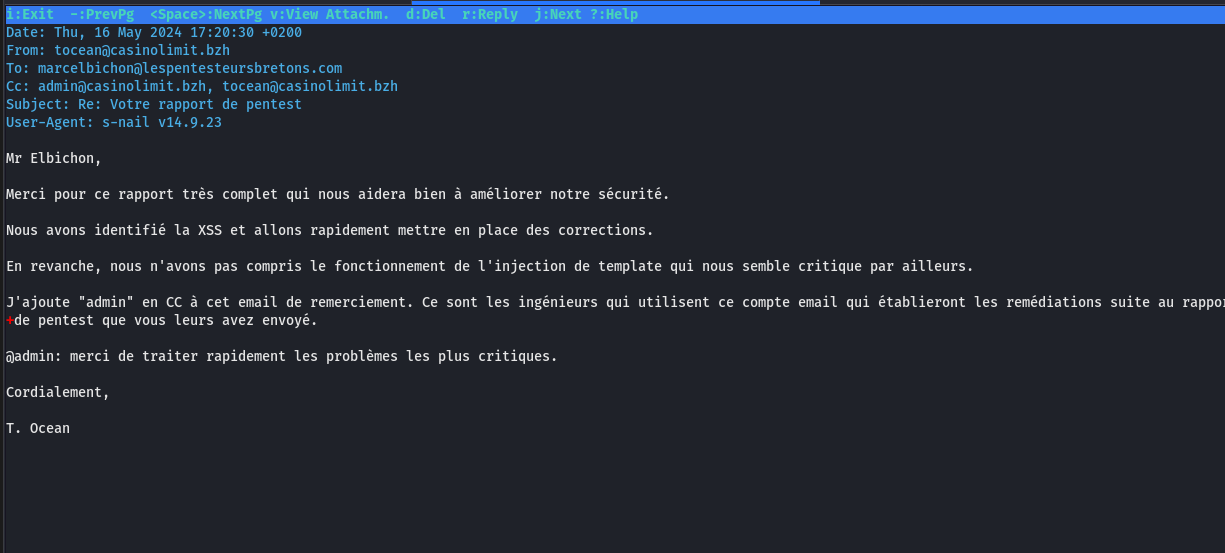 i:Exit  -:PrevPg  <Space>:NextPg v:View Attachm.  d:Del  r:Reply  j:Next ?:Help
Date: Thu, 16 May 2024 17:20:30 +0200
From: tocean@casinolimit.bzh
To: marcelbichon@lespentesteursbretons.com
Cc: admin@casinolimit.bzh, tocean@casinolimit.bzh
Subject: Re: Votre rapport de pentest
User-Agent: s-nail v14.9.23
Mr Elbichon,
Merci pour ce rapport très complet qui nous aidera bien à améliorer notre sécurité.
Nous avons identifié la XSS et allons rapidement mettre en place des corrections.
En revanche, nous n'avons pas compris le fonctionnement de l'injection de template qui nous semble critique par ailleurs.
J'ajoute "admin" en CC à cet email de remerciement. Ce sont les ingénieurs qui utilisent ce compte email qui établieront les remédiations suite au
+de pentest que vous leurs avez envoyé.
@admin: merci de traiter rapidement les problèmes les plus critiques.
Cordialement,
T. Ocean